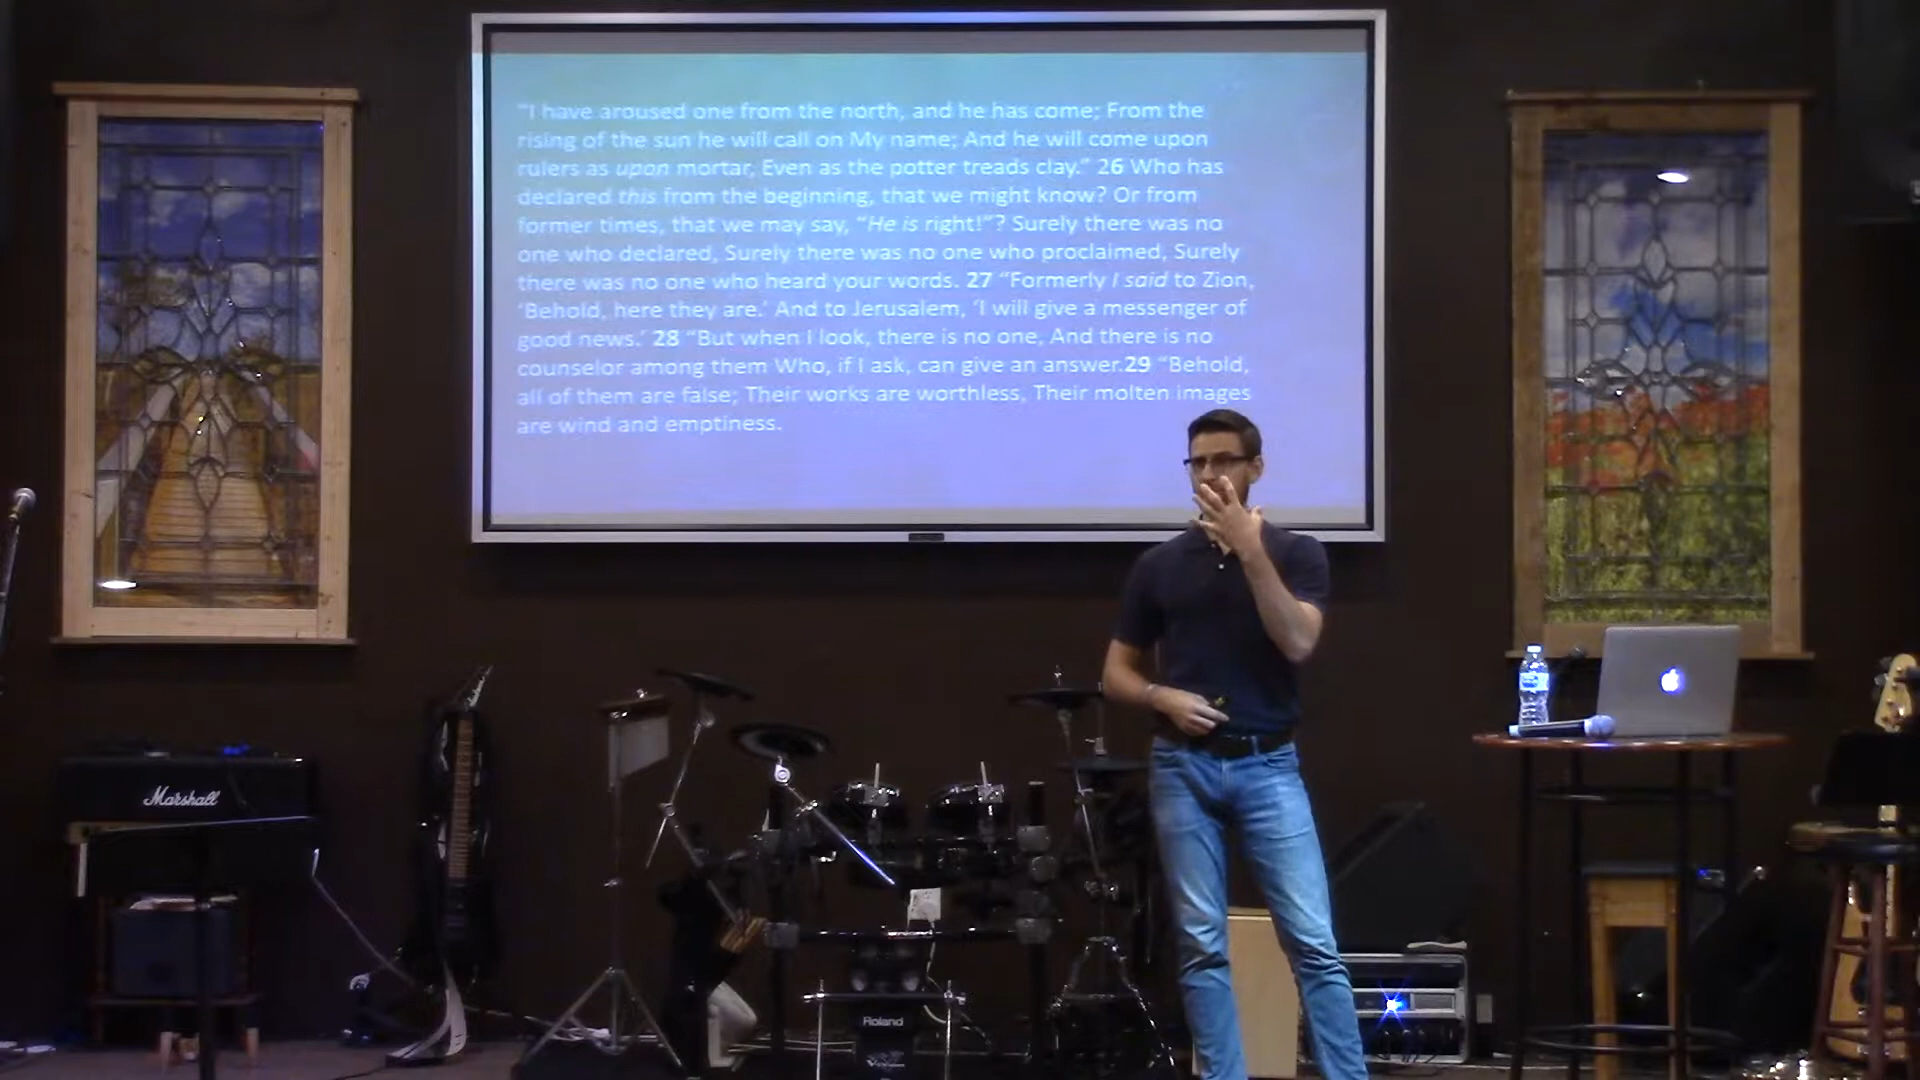 “I have aroused one from the north, and he has come; From the
rising of the sun he will call on My name; And he will come upon
rulers as upon mortar, Even as the potter treads clay.” 26 Who has
declared this from the beginning, that we might know? Or from
former times, that we may say, “He is right!”? Surely there was no
one who declared, Surely there was no one who proclaimed, Surely
there was no one who heard your words. 27 “Formerly I said to Zion,
‘Behold, here they are.’ And to Jerusalem, ‘I will give a messenger of
good news.’ 28 “But when I look, there is no one, And there is no
counselor among them Who, if I ask, can give an answer.29 “Behold,
all of them are false; Their works are worthless, Their molten images
are wind and emptiness.
Marshall
Roland